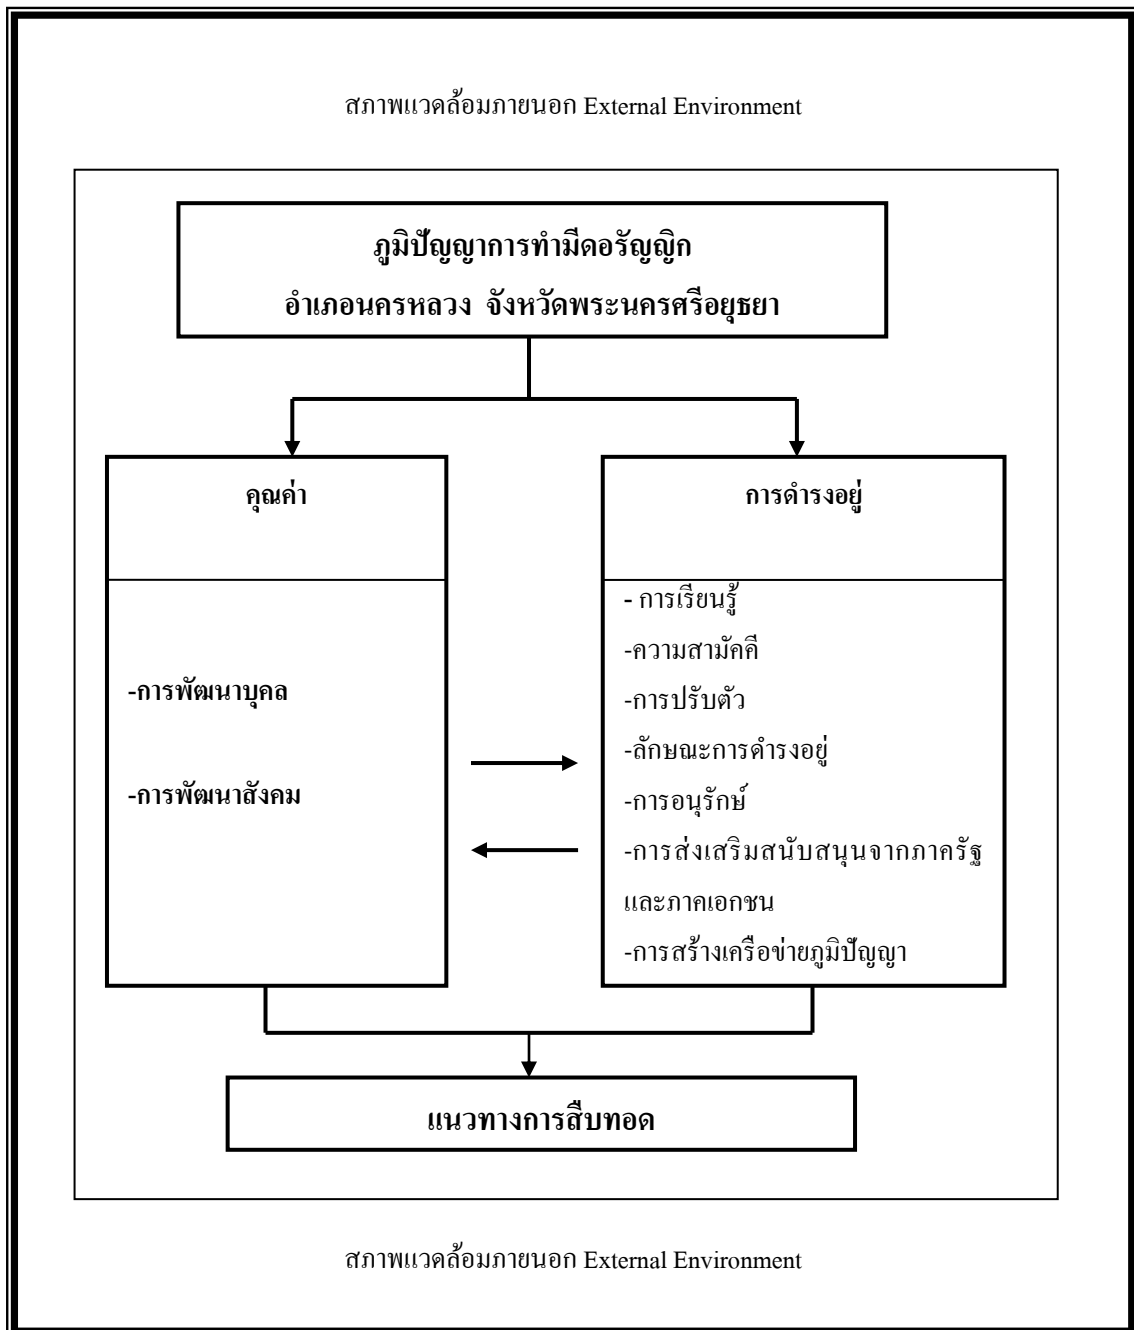 สภาพแวดล้อมภายนอก External Environment
ภูมิปัญญาการทำมีดอรัญญิก
อำเภอนครหลวง จังหวัดพระนครศรีอยุธยา
คุณค่า
-การพัฒนาบุคล
-การพัฒนาสังคม
การดำรงอยู่
- การเรียนรู้
-ความสามัคคี
-การปรับตัว
-ลักษณะการดำรงอยู่
-การอนุรักษ์
-การส่งเสริมสนับสนุนจากภาครัฐ
และภาคเอกชน
-การสร้างเครือข่ายภูมิปัญญา
แนวทางการสืบทอด
สภาพแวดล้อมภายนอก External Environment